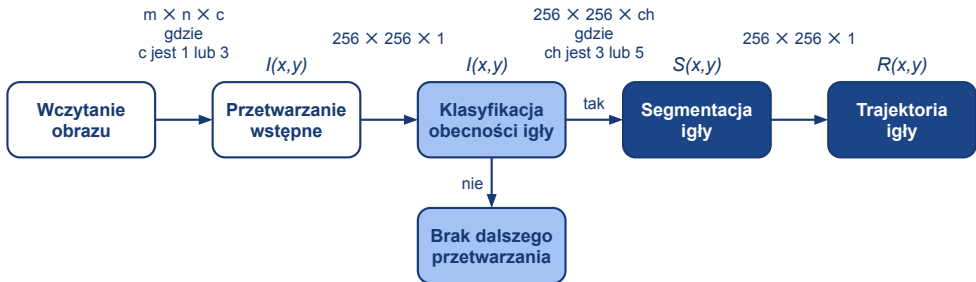 m × n × c
gdzie
c jest 1 lub 3
256 × 256 × 1
256 × 256 × ch
gdzie
ch jest 3 lub 5
256 × 256 × 1
I(x,y)
I(x,y)
S(x,y)
R(x,y)
Wczytanie
obrazu
Przetwarzanie
wstępne
Klasyfikacja
obecności igły
tak
Segmentacja
igły
Trajektoria
igły
nie
Brak dalszego
przetwarzania